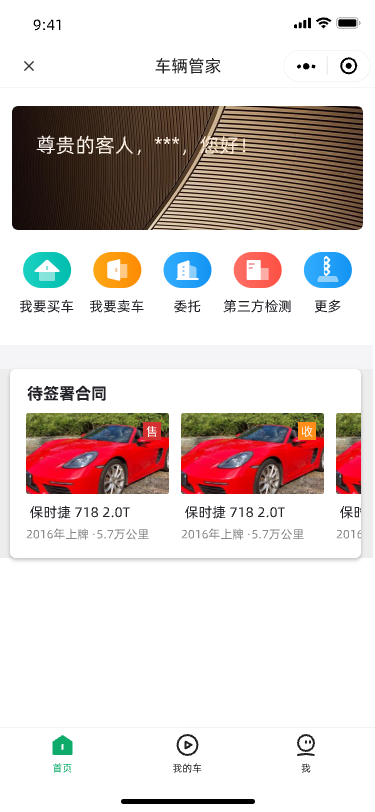 9:41
车辆管家
尊贵的客人，***，您好！
我要买车 我要卖车 委托 第三方检测 更多
待签署合同
售 收
保时捷 718 2.0T 保时捷 718 2.0T 保时
2016年上牌 ·5.7万公里 2016年上牌 ·5.7万公里 2016
首页 我的车 我